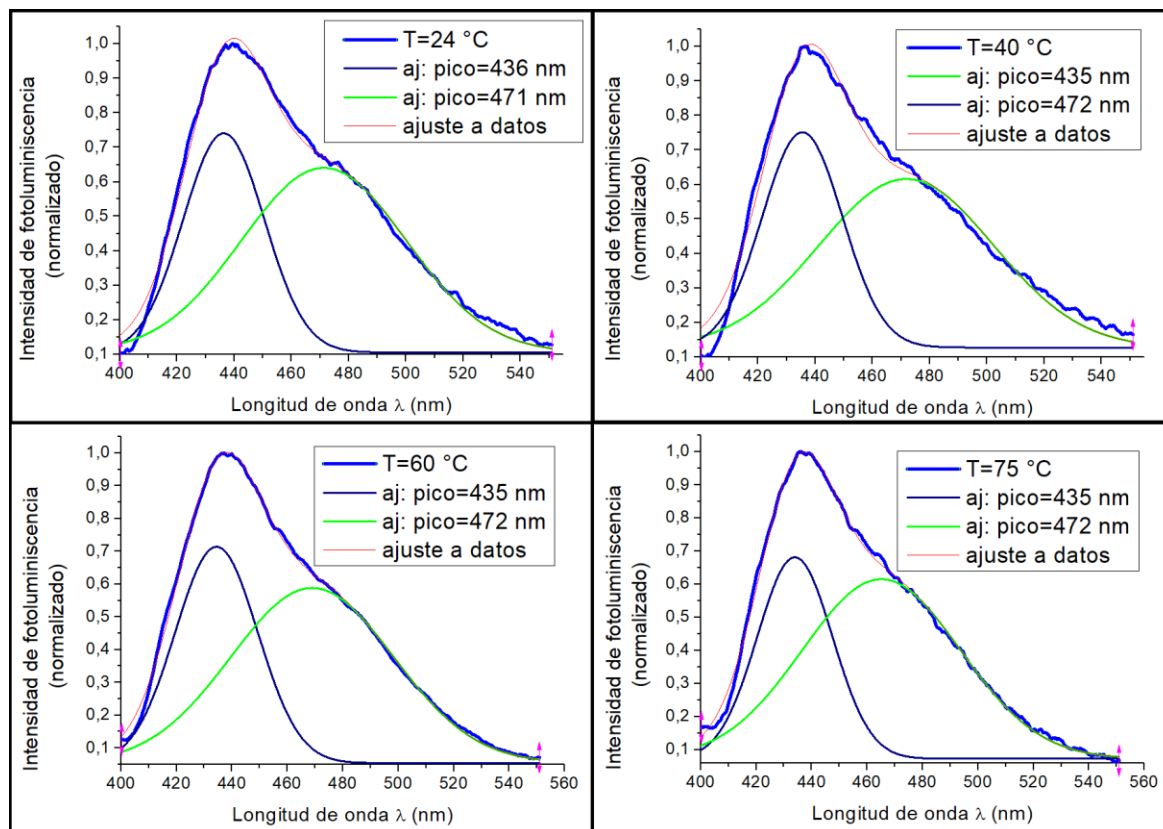 Intensidad de fotoluminiscencia
(normalizado)
1,0
0,9
0,8
0,7
0,6
0,5
0,4
0,3
0,2
0,1
T=24 °C
aj: pico=436 nm
aj: pico=471 nm
ajuste a datos
400 420 440 460 480 500 520 540
Longitud de onda λ (nm)
Intensidad de fotoluminiscencia
(normalizado)
1,0
0,9
0,8
0,7
0,6
0,5
0,4
0,3
0,2
0,1
T=40 °C
aj: pico=435 nm
aj: pico=472 nm
ajuste a datos
400 420 440 460 480 500 520 540
Longitud de onda λ (nm)
Intensidad de fotoluminiscencia
(normalizado)
1,0
0,9
0,8
0,7
0,6
0,5
0,4
0,3
0,2
0,1
T=60 °C
aj: pico=435 nm
aj: pico=472 nm
ajuste a datos
400 420 440 460 480 500 520 540 560
Longitud de onda λ (nm)
Intensidad de fotoluminiscencia
(normalizado)
1,0
0,9
0,8
0,7
0,6
0,5
0,4
0,3
0,2
0,1
T=75 °C
aj: pico=435 nm
aj: pico=472 nm
ajuste a datos
400 420 440 460 480 500 520 540 560
Longitud de onda λ (nm)